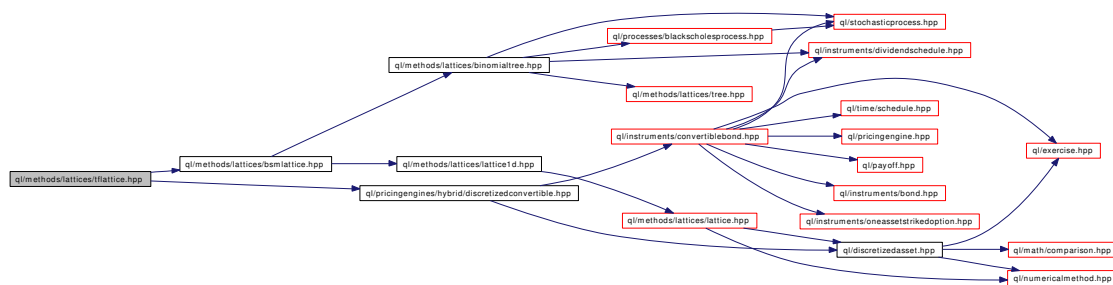 ql/stochasticprocess.hpp
ql/processes/blackscholesprocess.hpp
ql/instruments/dividendschedule.hpp
ql/methods/lattices/binomialtree.hpp
ql/methods/lattices/tree.hpp
ql/time/schedule.hpp
ql/instruments/convertiblebond.hpp
ql/pricingengine.hpp
ql/exercise.hpp
ql/methods/lattices/bsmlattice.hpp
ql/methods/lattices/lattice1d.hpp
ql/payoff.hpp
ql/methods/lattices/tflattice.hpp
ql/pricingengines/hybrid/discretizedconvertible.hpp
ql/instruments/bond.hpp
ql/methods/lattices/lattice.hpp
ql/instruments/oneassetstrikedoption.hpp
ql/discretizedasset.hpp
ql/math/comparison.hpp
ql/numericalmethod.hpp